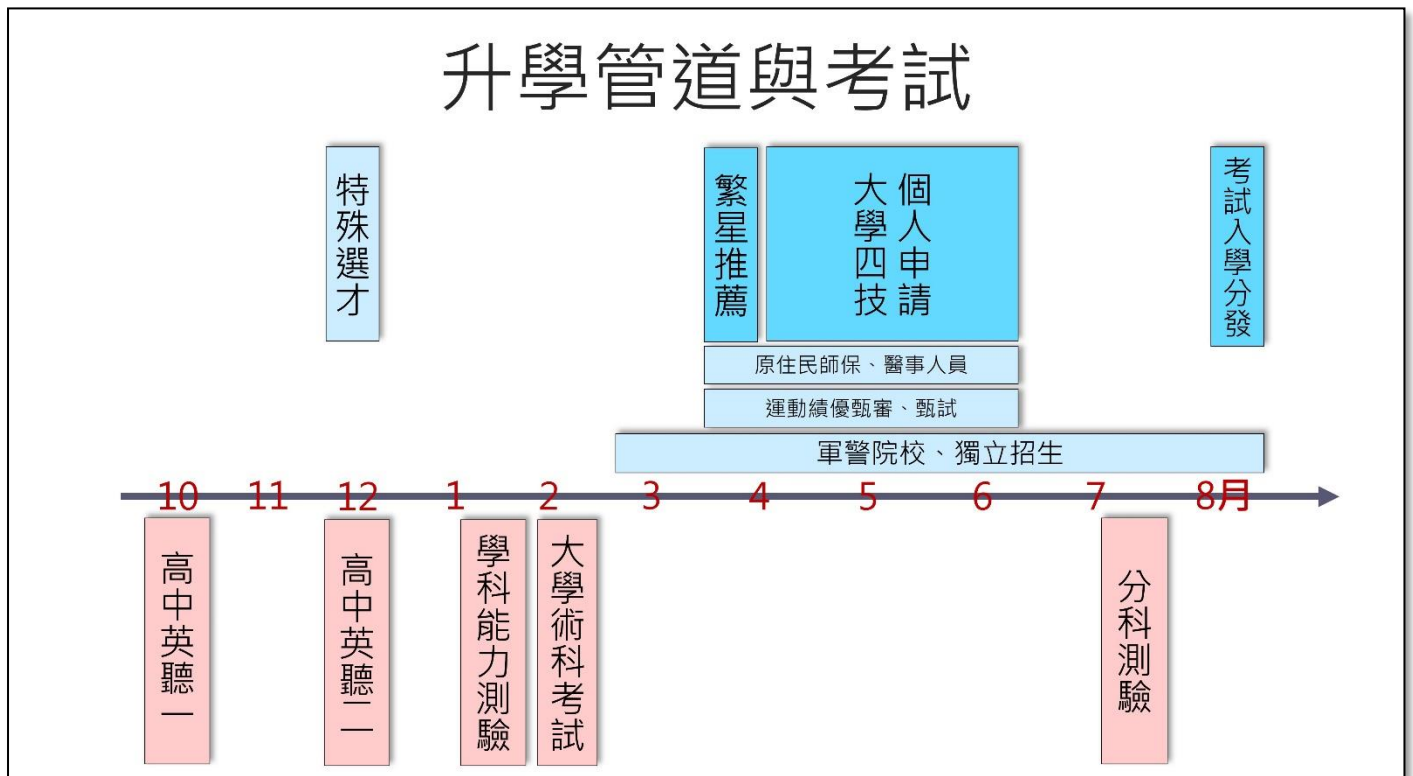 升學管道與考試
特殊選才
繁星推薦
個人申請
大學四技
考試入學分發
原住民師保、醫事人員
運動績優甄審、甄試
軍警院校、獨立招生
10 11 12 1 2 3 4 5 6 7 8月
高中英聽一
高中英聽二
學科能力測驗
大學術科考試
分科測驗